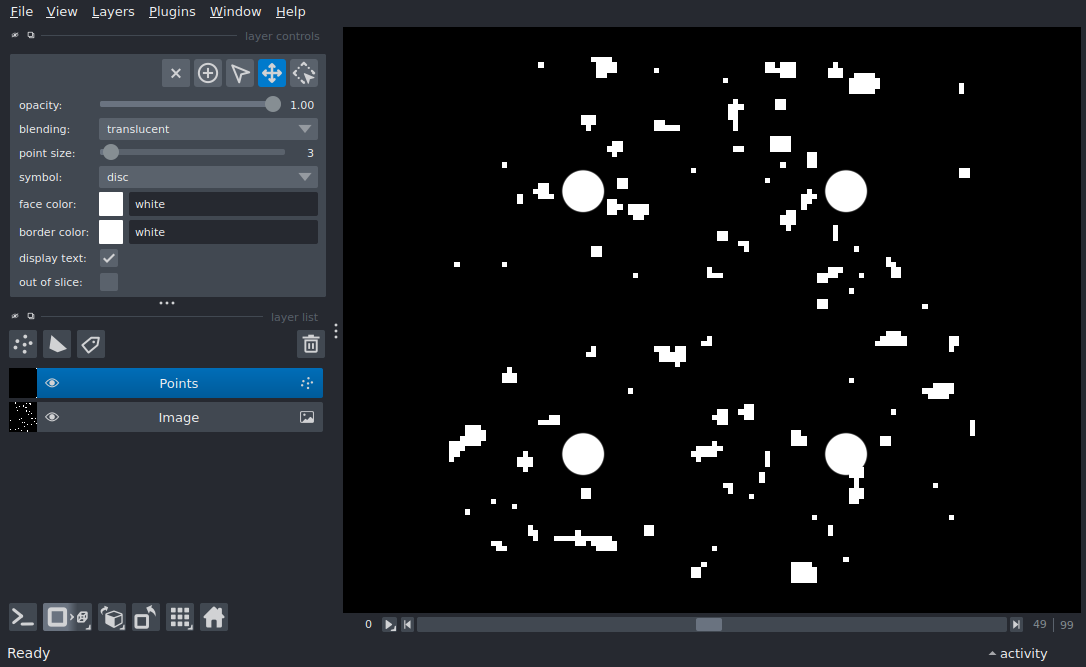 File View Layers Plugins Window Help
layer controls
opacity: 1.00
blending: translucent
point size: 3
symbol: disc
face color: white
border color: white
display text:
out of slice:
layer list
Points
Image
0 49 99
Ready activity